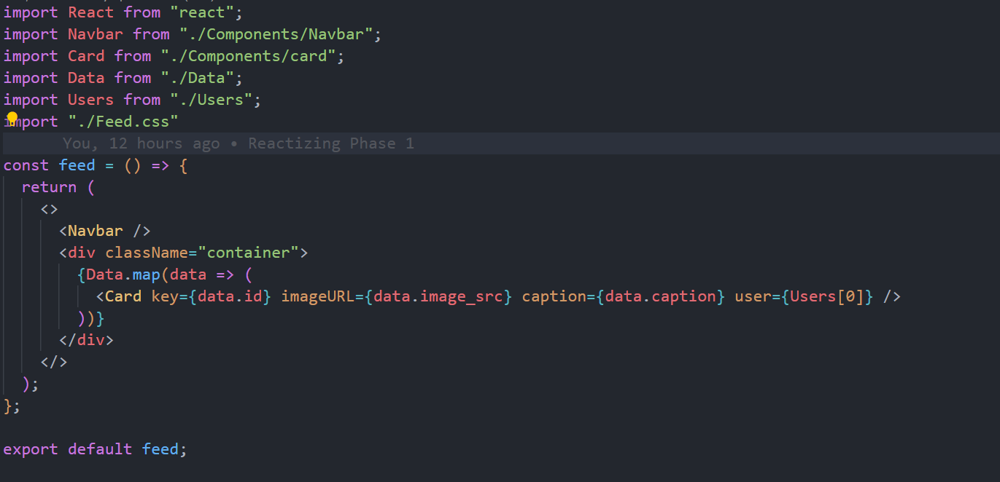 import React from "react";
import Navbar from "./Components/Navbar";
import Card from "./Components/card";
import Data from "./Data";
import Users from "./Users";
import "./Feed.css"
You, 12 hours ago • Reactizing Phase 1
const feed = () => {
  return (
    <>
      <Navbar />
      <div className="container">
        {Data.map(data => (
          <Card key={data.id} imageURL={data.image_src} caption={data.caption} user={Users[0]} />
        ))}
      </div>
    </>
  );
};

export default feed;